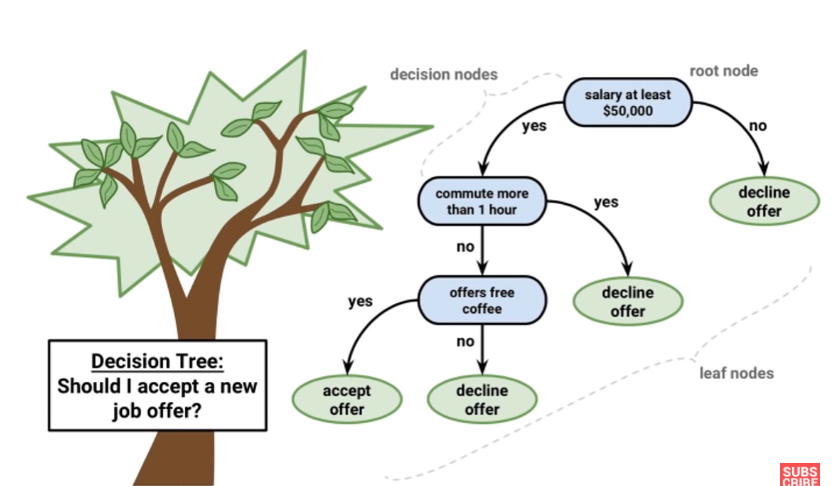 decision nodes
root node
salary at least
$50,000
yes
no
commute more
than 1 hour
yes
decline
offer
no
offers free
coffee
decline
offer
yes
no
accept
offer
decline
offer
leaf nodes
Decision Tree:
Should I accept a new
job offer?
SUBS
CRIBE